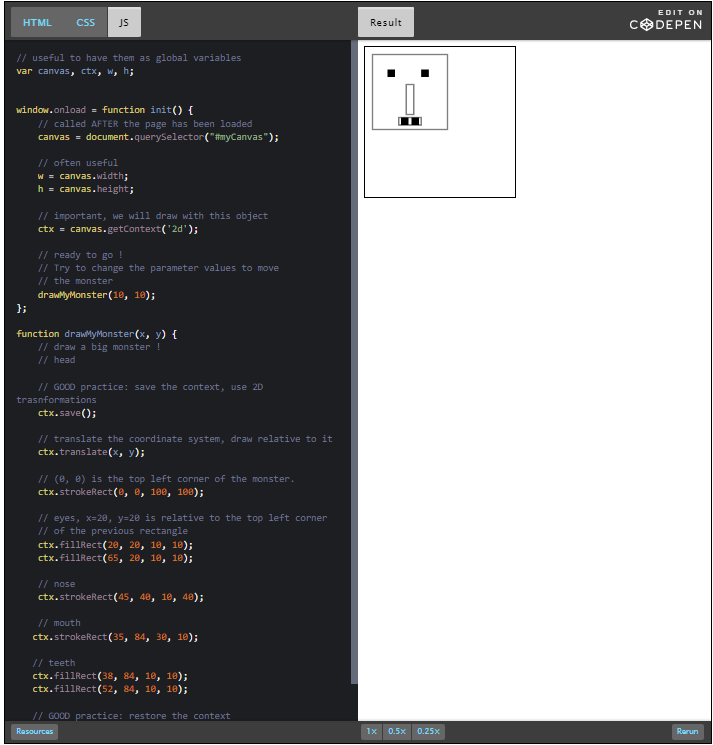 HTML CSS JS Result EDIT ON CODEPEN
// useful to have them as global variables
var canvas, ctx, w, h;
window.onload = function init() {
// called AFTER the page has been loaded
canvas = document.querySelector("#myCanvas");
// often useful
w = canvas.width;
h = canvas.height;
// important, we will draw with this object
ctx = canvas.getContext('2d');
// ready to go !
// Try to change the parameter values to move
// the monster
drawMyMonster(10, 10);
};
function drawMyMonster(x, y) {
// draw a big monster !
// head
// GOOD practice: save the context, use 2D
trasnformations
ctx.save();
// translate the coordinate system, draw relative to it
ctx.translate(x, y);
// (0, 0) is the top left corner of the monster.
ctx.strokeRect(0, 0, 100, 100);
// eyes, x=20, y=20 is relative to the top left corner
// of the previous rectangle
ctx.fillRect(20, 20, 10, 10);
ctx.fillRect(65, 20, 10, 10);
// nose
ctx.strokeRect(45, 40, 10, 40);
// mouth
ctx.strokeRect(35, 84, 30, 10);
// teeth
ctx.fillRect(38, 84, 10, 10);
ctx.fillRect(52, 84, 10, 10);
// GOOD practice: restore the context
Resources 1x 0.5x 0.25x Rerun